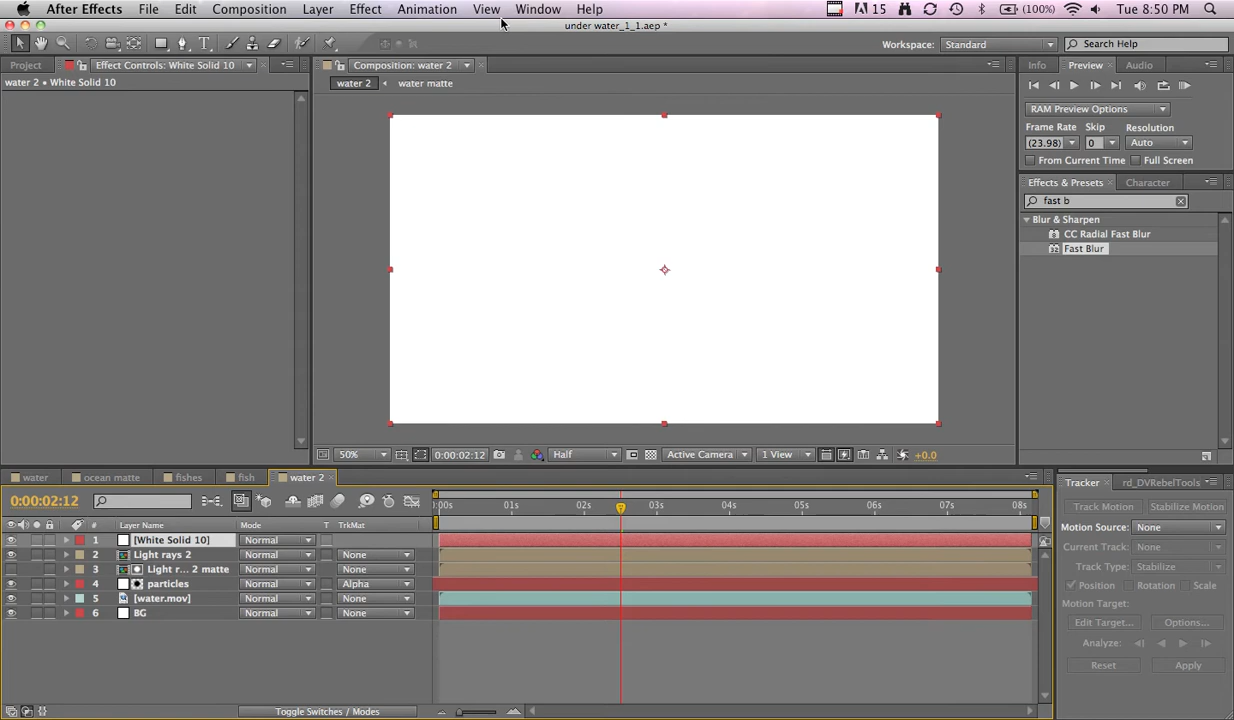 After Effects File Edit Composition Layer Effect Animation View Window Help 15 (100%) Tue 8:50 PM
under water_1_1.aep *
Workspace: Standard Search Help
Project Effect Controls: White Solid 10 Composition: water 2 Info Preview Audio
water 2 • White Solid 10 water 2 water matte
RAM Preview Options
Frame Rate Skip Resolution
(23.98) 0 Auto
From Current Time Full Screen
Effects & Presets Character
fast b
Blur & Sharpen
CC Radial Fast Blur
Fast Blur
50% 0:00:02:12 Half Active Camera 1 View +0.0
water ocean matte fishes fish water 2 Tracker rd_DVRebelTools
0:00:02:12 :00s 01s 02s 03s 04s 05s 06s 07s 08s Track Motion Stabilize Motion
# Layer Name Mode T TrkMat Motion Source: None
1 [White Solid 10] Normal Current Track: None
2 Light rays 2 Normal None
3 Light r... 2 matte Normal None Track Type: Stabilize
4 particles Normal Alpha Position Rotation Scale
5 [water.mov] Normal None Motion Target:
6 BG Normal None
Edit Target... Options...
Analyze:
Reset Apply
Toggle Switches / Modes